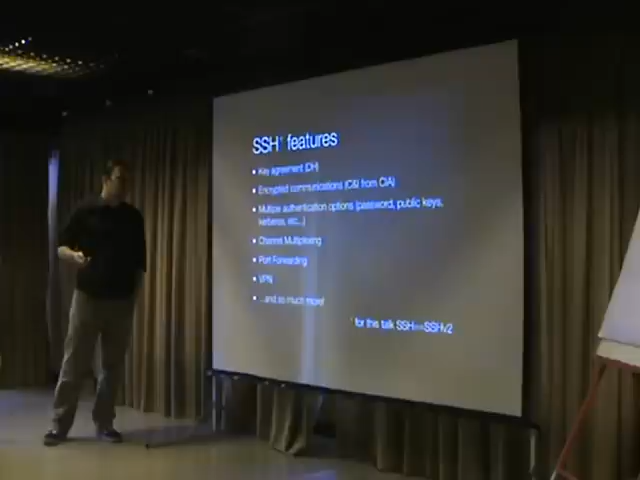 SSH* features
• Key agreement (DH)
• Encrypted communications (C&I from CIA)
• Multiple authentication options (password, public keys,
kerberos, etc...)
• Channel Multiplexing
• Port Forwarding
• VPN
• ...and so much more!
* for this talk SSH==SSHv2